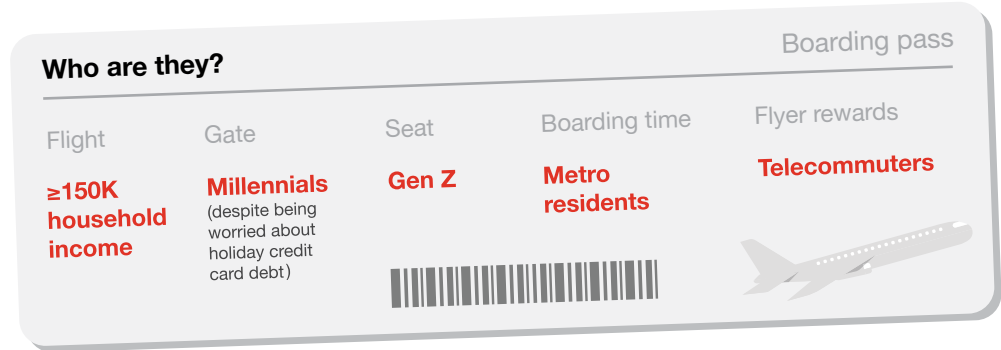 Who are they?
Boarding pass
Flight
≥150K
household
income
Gate
Millennials
(despite being
worried about
holiday credit
card debt)
Seat
Gen Z
Boarding time
Metro
residents
Flyer rewards
Telecommuters